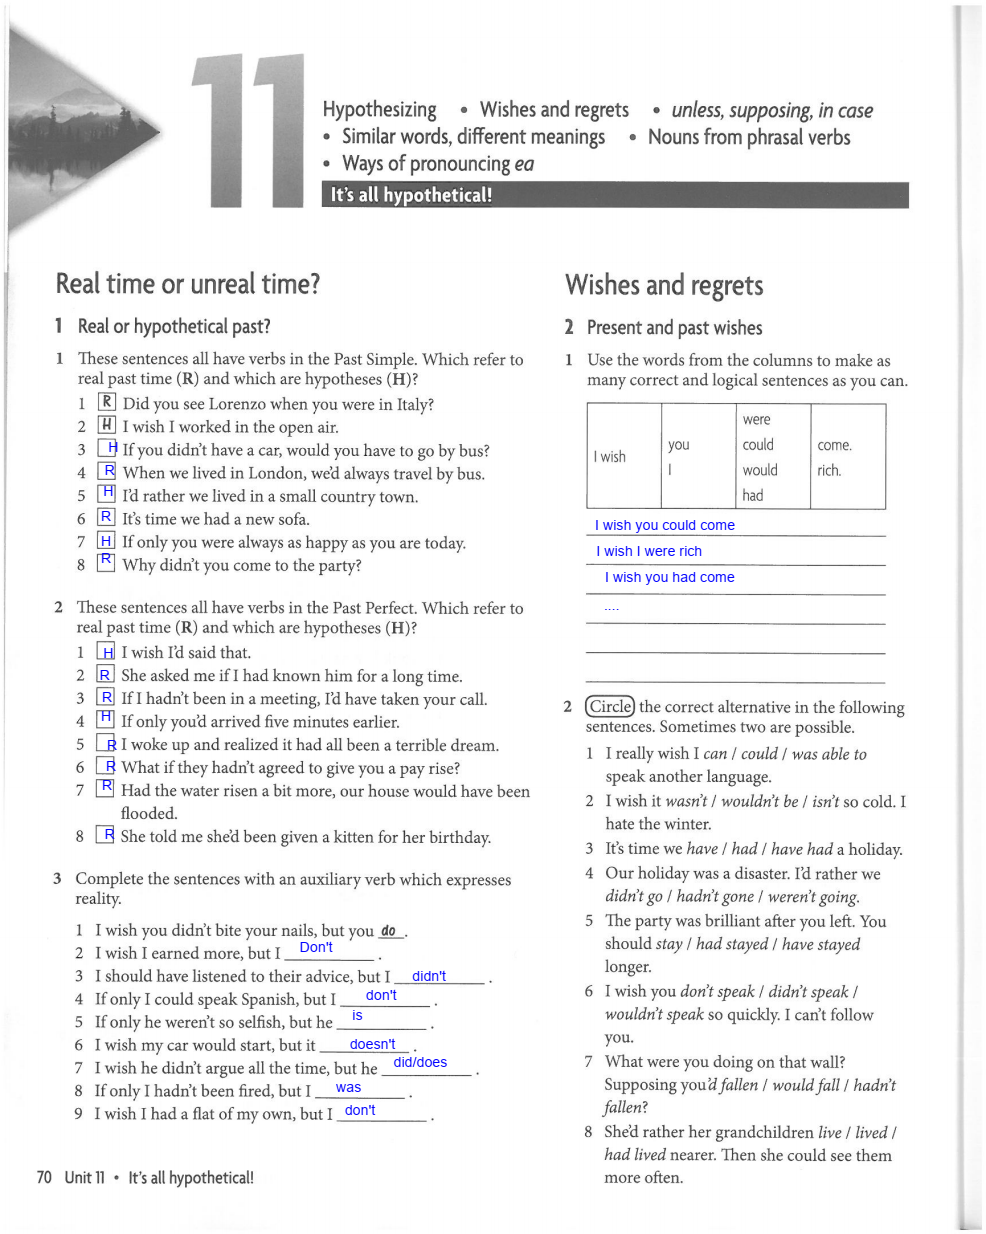 11
Hypothesizing • Wishes and regrets • unless, supposing, in case
• Similar words, different meanings • Nouns from phrasal verbs
• Ways of pronouncing ea
It's all hypothetical!
Real time or unreal time?
1 Real or hypothetical past?
1 These sentences all have verbs in the Past Simple. Which refer to
real past time (R) and which are hypotheses (H)?
1 R Did you see Lorenzo when you were in Italy?
2 H I wish I worked in the open air.
3 H If you didn't have a car, would you have to go by bus?
4 R When we lived in London, we'd always travel by bus.
5 H I'd rather we lived in a small country town.
6 R It's time we had a new sofa.
7 H If only you were always as happy as you are today.
8 R Why didn't you come to the party?
2 These sentences all have verbs in the Past Perfect. Which refer to
real past time (R) and which are hypotheses (H)?
1 H I wish I'd said that.
2 R She asked me if I had known him for a long time.
3 R If I hadn't been in a meeting, I'd have taken your call.
4 H If only you'd arrived five minutes earlier.
5 R I woke up and realized it had all been a terrible dream.
6 R What if they hadn't agreed to give you a pay rise?
7 R Had the water risen a bit more, our house would have been
flooded.
8 R She told me she'd been given a kitten for her birthday.
3 Complete the sentences with an auxiliary verb which expresses
reality.
1 I wish you didn't bite your nails, but you do.
2 I wish I earned more, but I Don't.
3 I should have listened to their advice, but I didn't.
4 If only I could speak Spanish, but I don't.
5 If only he weren't so selfish, but he is.
6 I wish my car would start, but it doesn't.
7 I wish he didn't argue all the time, but he did/does.
8 If only I hadn't been fired, but I was.
9 I wish I had a flat of my own, but I don't.
70 Unit 11 • It's all hypothetical!
Wishes and regrets
2 Present and past wishes
1 Use the words from the columns to make as
many correct and logical sentences as you can.
were
I wish you could come.
I would rich.
had
I wish you could come
I wish I were rich
I wish you had come
....
2 Circle the correct alternative in the following
sentences. Sometimes two are possible.
1 I really wish I can / could / was able to
speak another language.
2 I wish it wasn't / wouldn't be / isn't so cold. I
hate the winter.
3 It's time we have / had / have had a holiday.
4 Our holiday was a disaster. I'd rather we
didn't go / hadn't gone / weren't going.
5 The party was brilliant after you left. You
should stay / had stayed / have stayed
longer.
6 I wish you don't speak / didn't speak /
wouldn't speak so quickly. I can't follow
you.
7 What were you doing on that wall?
Supposing you'd fallen / would fall / hadn't
fallen?
8 She'd rather her grandchildren live / lived /
had lived nearer. Then she could see them
more often.